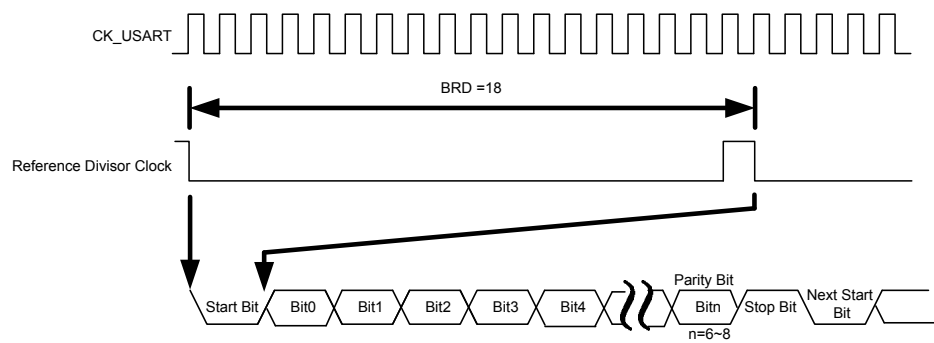 CK_USART
BRD =18
Reference Divisor Clock
Parity Bit
Start Bit
Bit0
Bit1
Bit2
Bit3
Bit4
Bitn
Stop Bit
Next Start
Bit
n=6~8